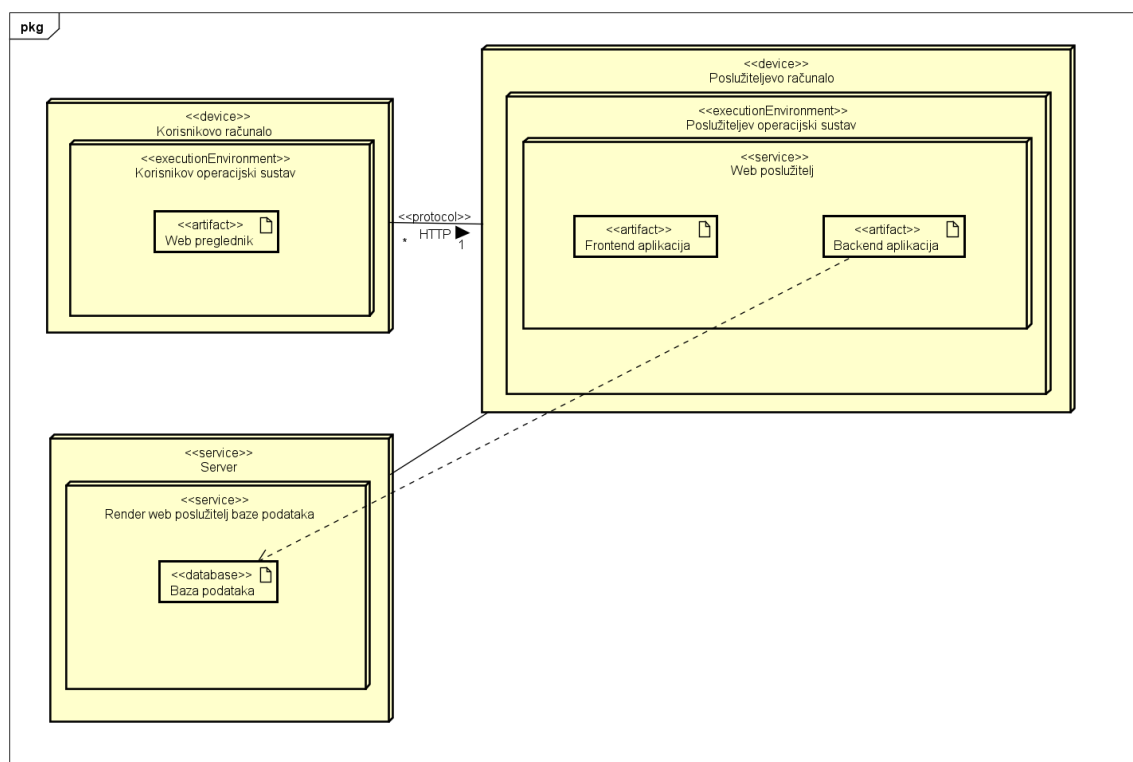 pkg
<<device>>
Korisnikovo računalo
<<executionEnvironment>>
Korisnikov operacijski sustav
<<artifact>>
Web preglednik
<<protocol>>
HTTP
*
1
<<device>>
Poslužiteljevo računalo
<<executionEnvironment>>
Poslužiteljev operacijski sustav
<<service>>
Web poslužitelj
<<artifact>>
Frontend aplikacija
<<artifact>>
Backend aplikacija
<<service>>
Server
<<service>>
Render web poslužitelj baze podataka
<<database>>
Baza podataka